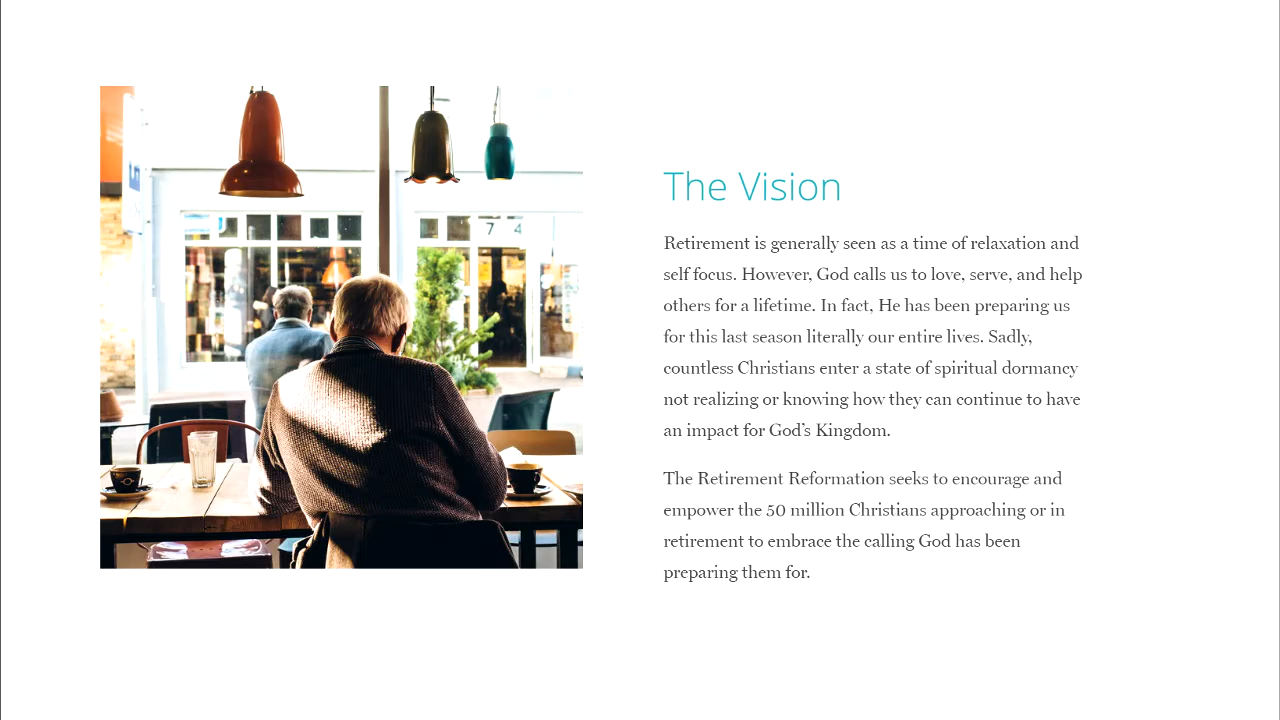 7 4
The Vision
Retirement is generally seen as a time of relaxation and
self focus. However, God calls us to love, serve, and help
others for a lifetime. In fact, He has been preparing us
for this last season literally our entire lives. Sadly,
countless Christians enter a state of spiritual dormancy
not realizing or knowing how they can continue to have
an impact for God’s Kingdom.
The Retirement Reformation seeks to encourage and
empower the 50 million Christians approaching or in
retirement to embrace the calling God has been
preparing them for.